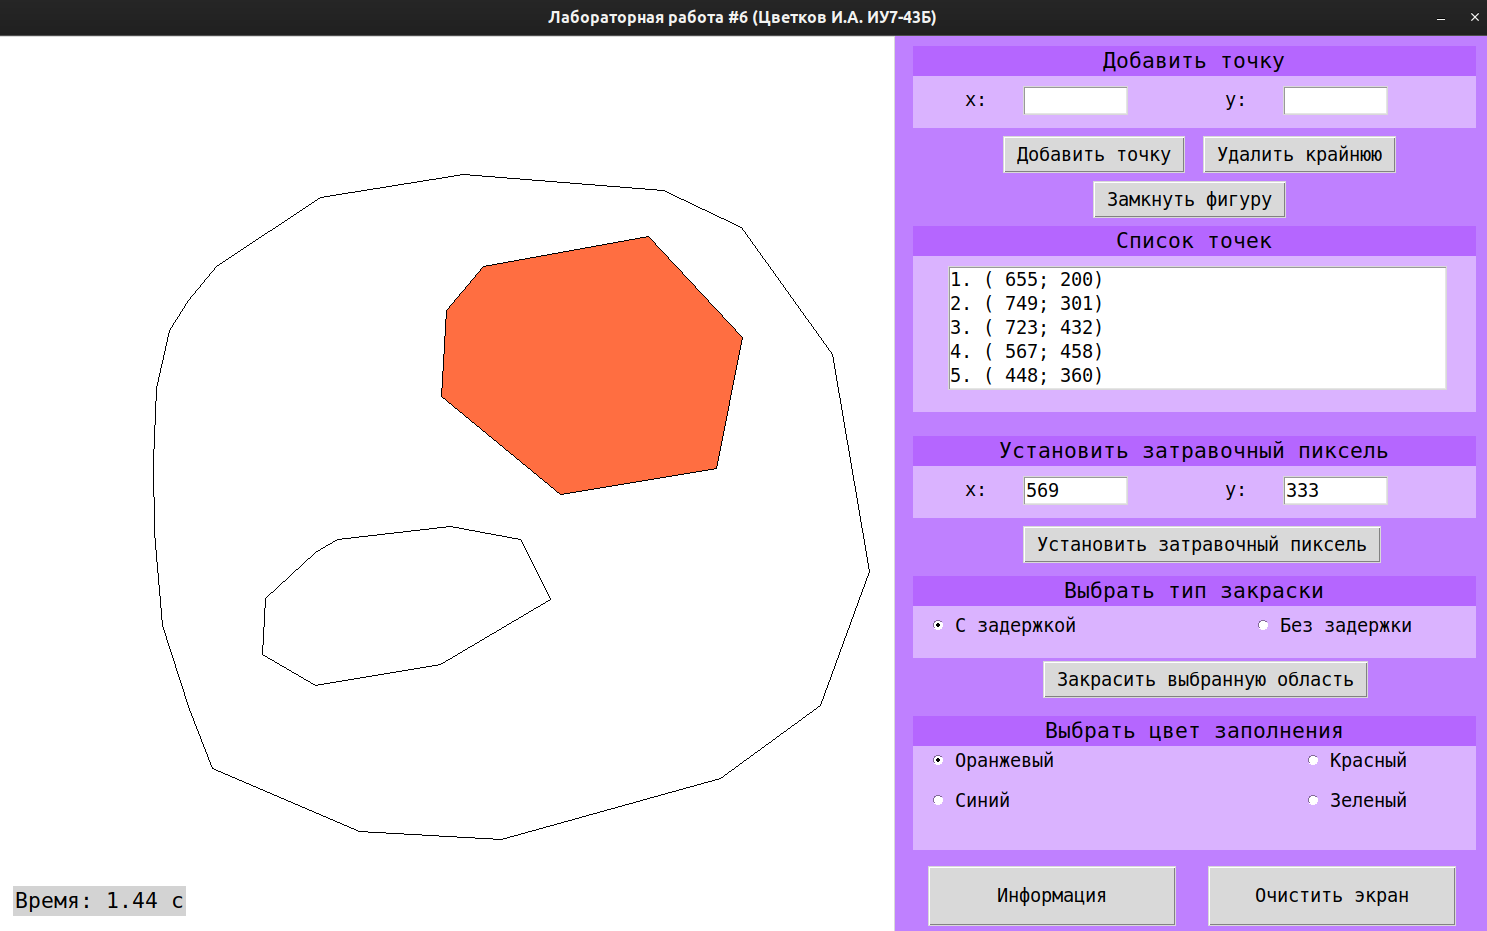 Лабораторная работа #6 (Цветков И.А. ИУ7-43Б)
Добавить точку
x: y:
Добавить точку Удалить крайнюю
Замкнуть фигуру
Список точек
1. ( 655; 200)
2. ( 749; 301)
3. ( 723; 432)
4. ( 567; 458)
5. ( 448; 360)
Установить затравочный пиксель
x: 569 y: 333
Установить затравочный пиксель
Выбрать тип закраски
С задержкой Без задержки
Закрасить выбранную область
Выбрать цвет заполнения
Оранжевый Красный
Синий Зеленый
Информация Очистить экран
Время: 1.44 с